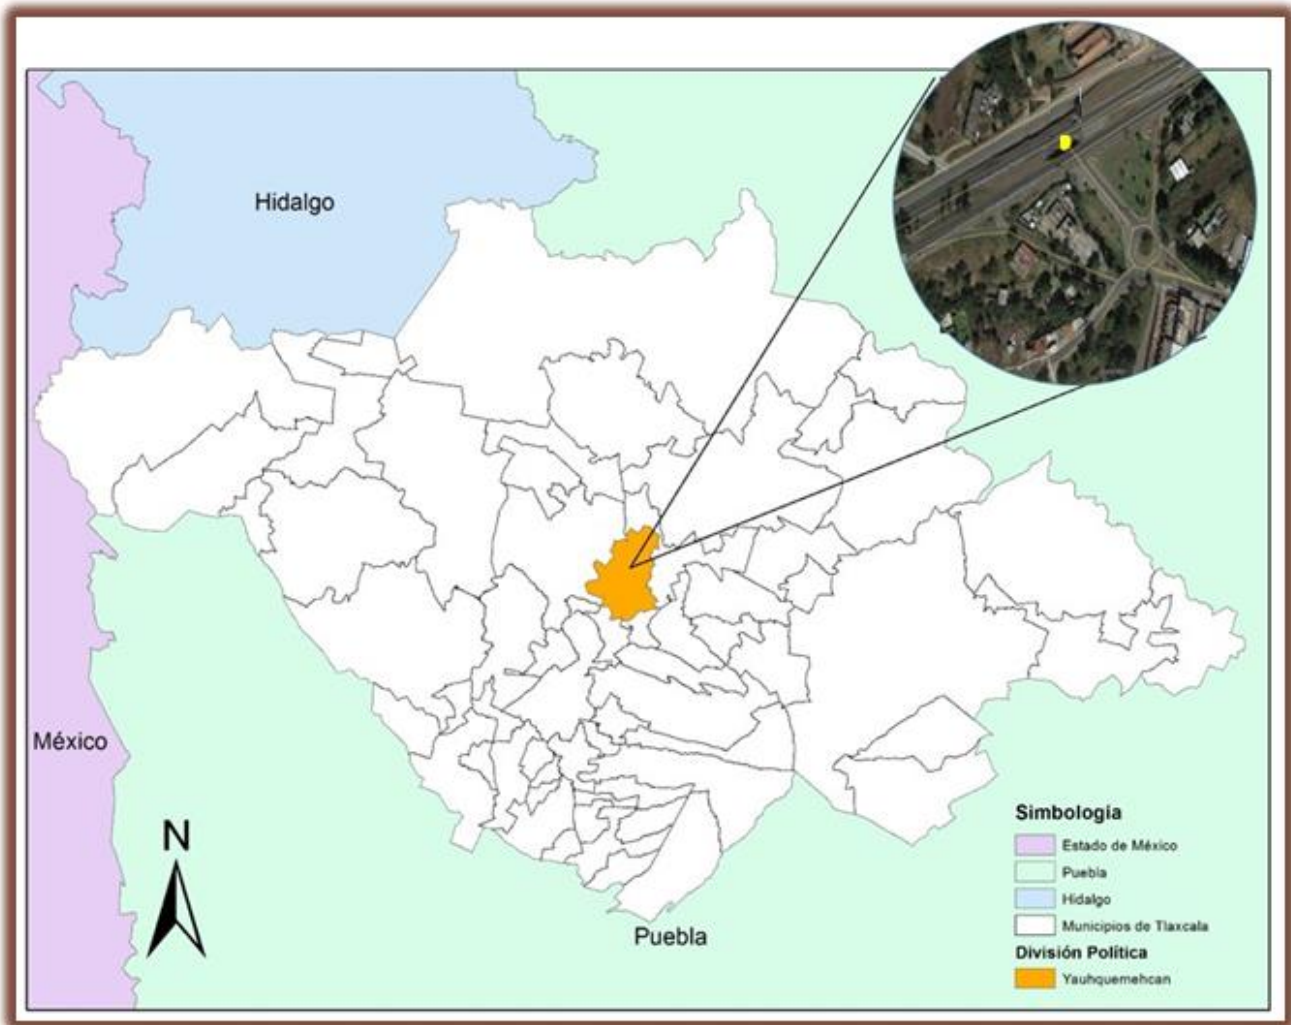 Hidalgo
México
N
Puebla
Simbología
Estado de México
Puebla
Hidalgo
Municipios de Tlaxcala
División Política
Yauhquemehcan